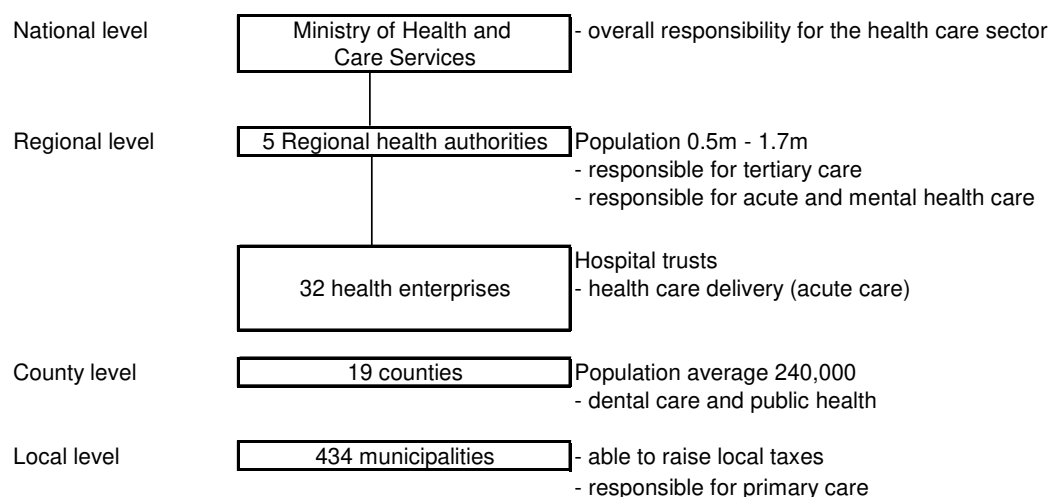 National level
Ministry of Health and
Care Services
- overall responsibility for the health care sector
Regional level
5 Regional health authorities
Population 0.5m - 1.7m
- responsible for tertiary care
- responsible for acute and mental health care
32 health enterprises
Hospital trusts
- health care delivery (acute care)
County level
19 counties
Population average 240,000
- dental care and public health
Local level
434 municipalities
- able to raise local taxes
- responsible for primary care